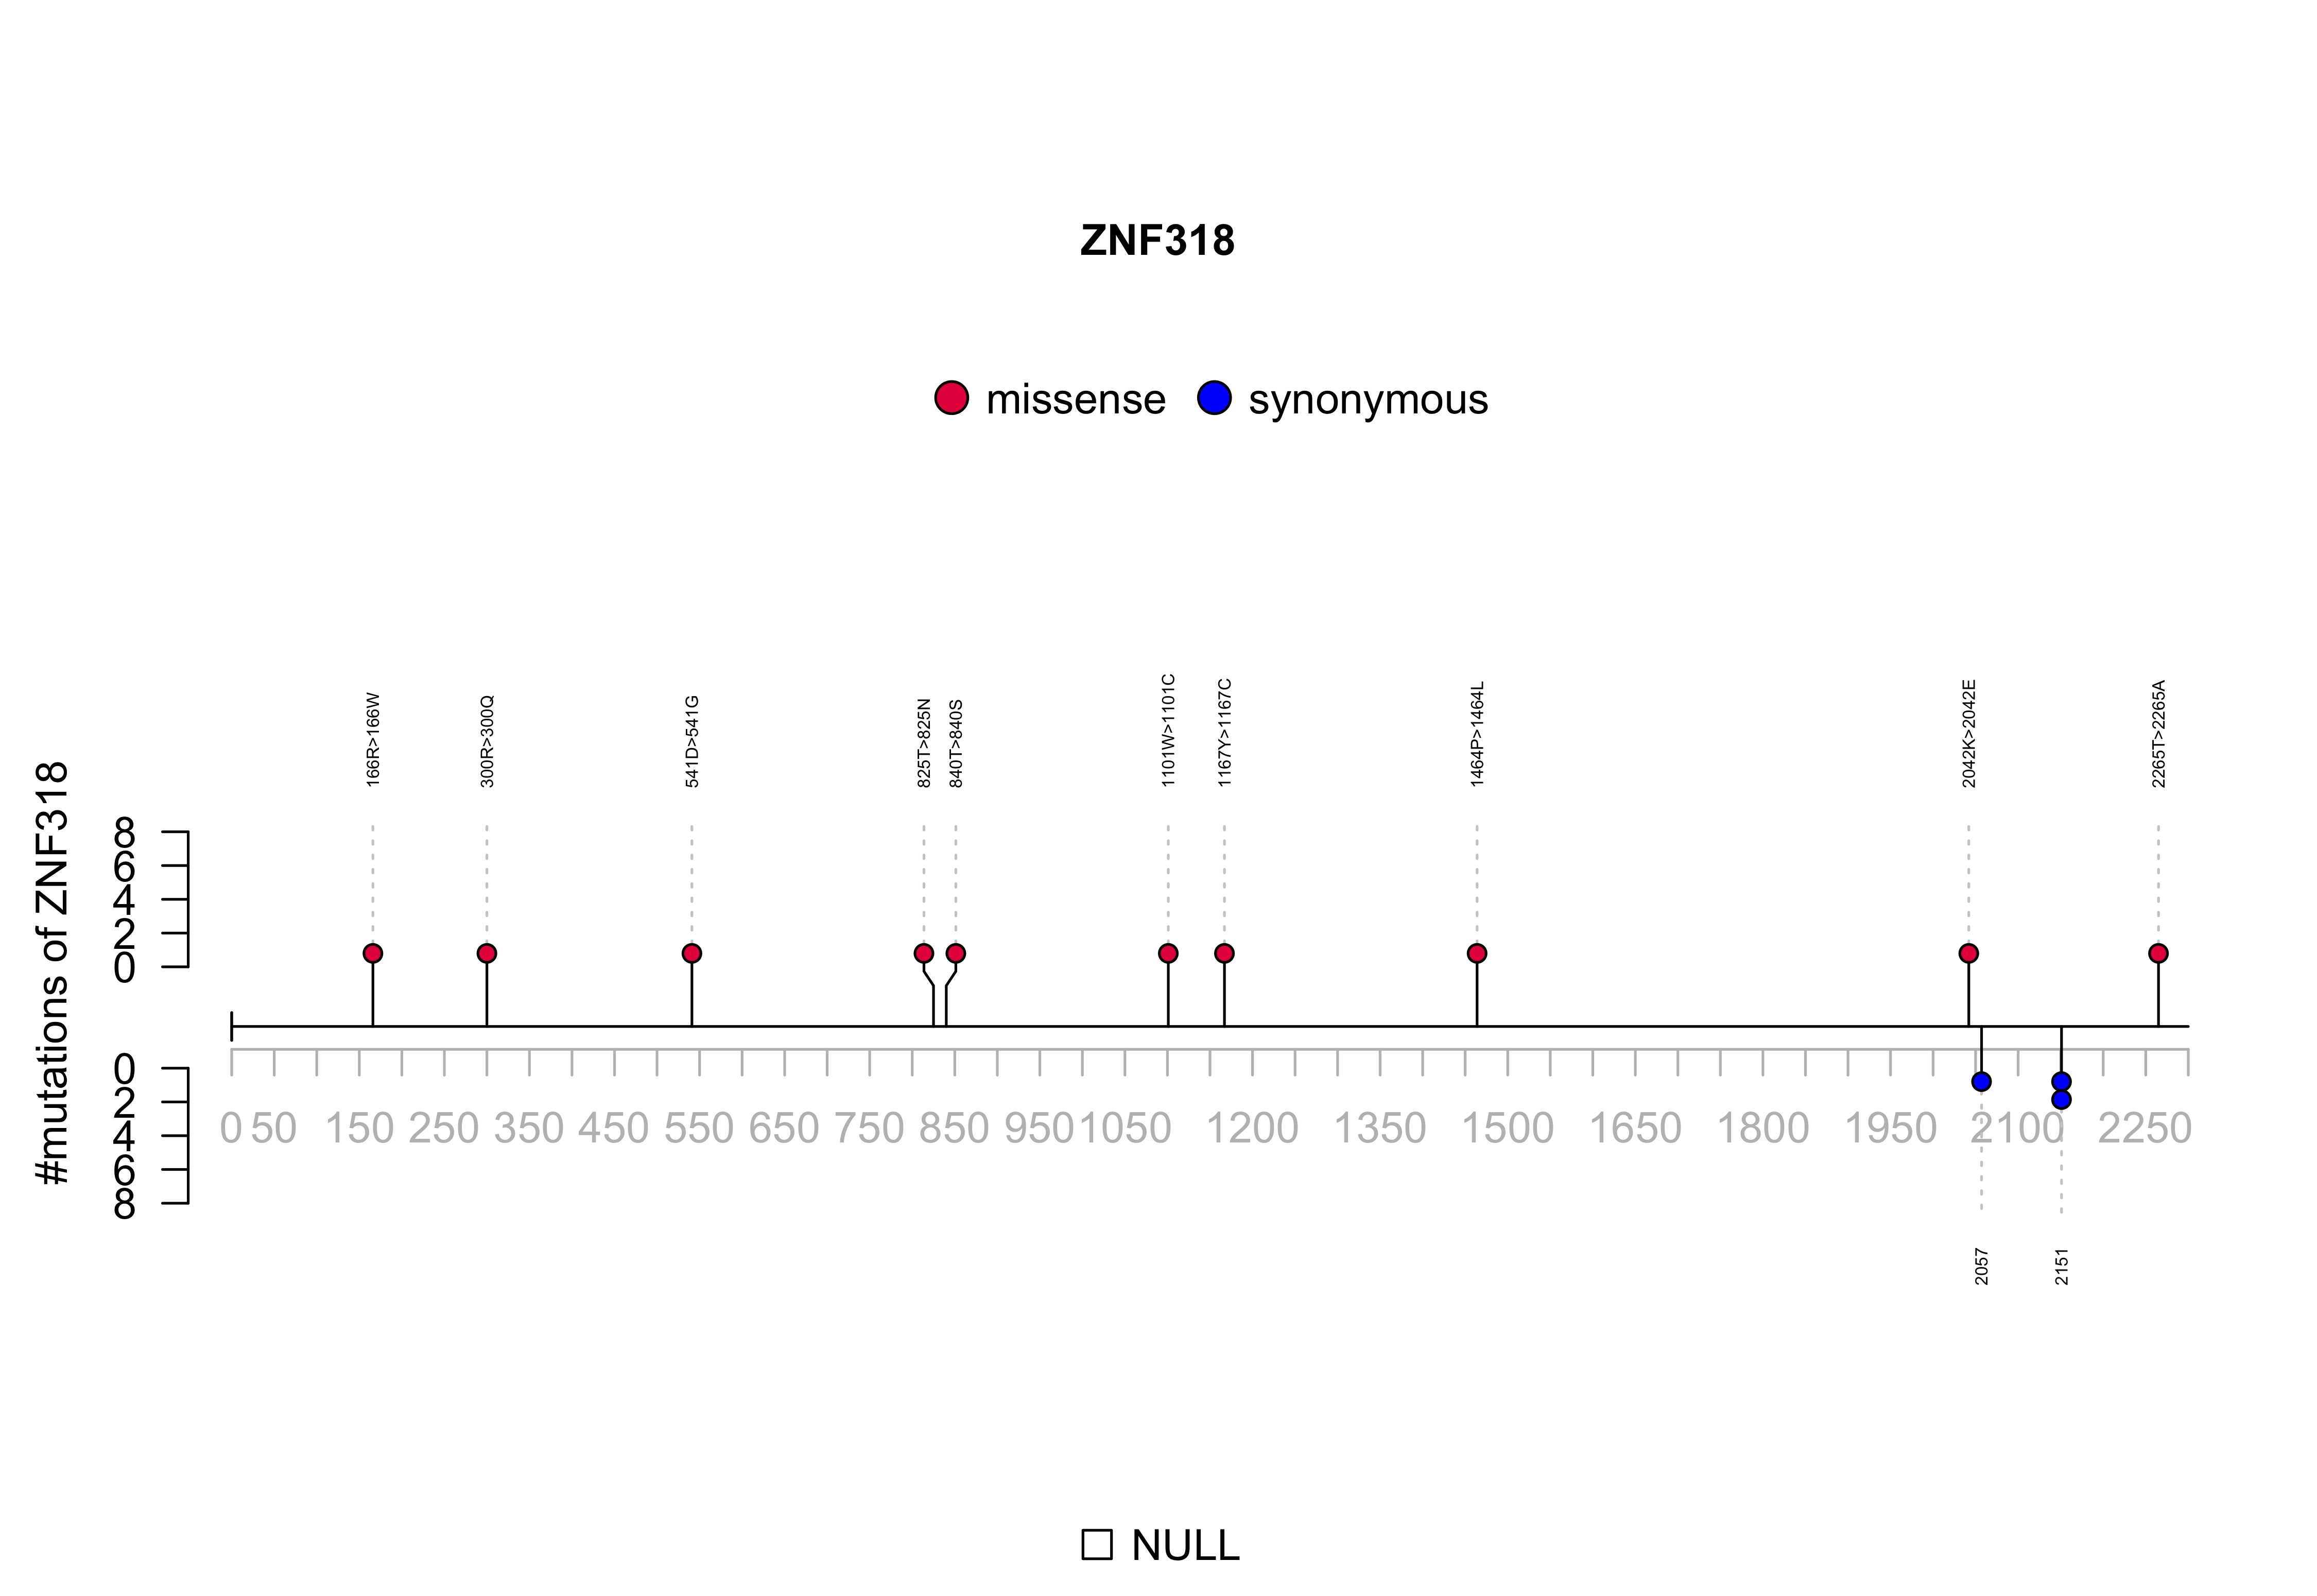 ZNF318
missense synonymous
166R>166W
300R>300Q
541D>541G
825T>825N
840T>840S
1101W>1101C
1167Y>1167C
1464P>1464L
2042K>2042E
2265T>2265A
#mutations of ZNF318
8
6
4
2
0
0
2
4
6
8
0 50 150 250 350 450 550 650 750 850 950 1050 1200 1350 1500 1650 1800 1950 2100 2250
2057
2151
NULL